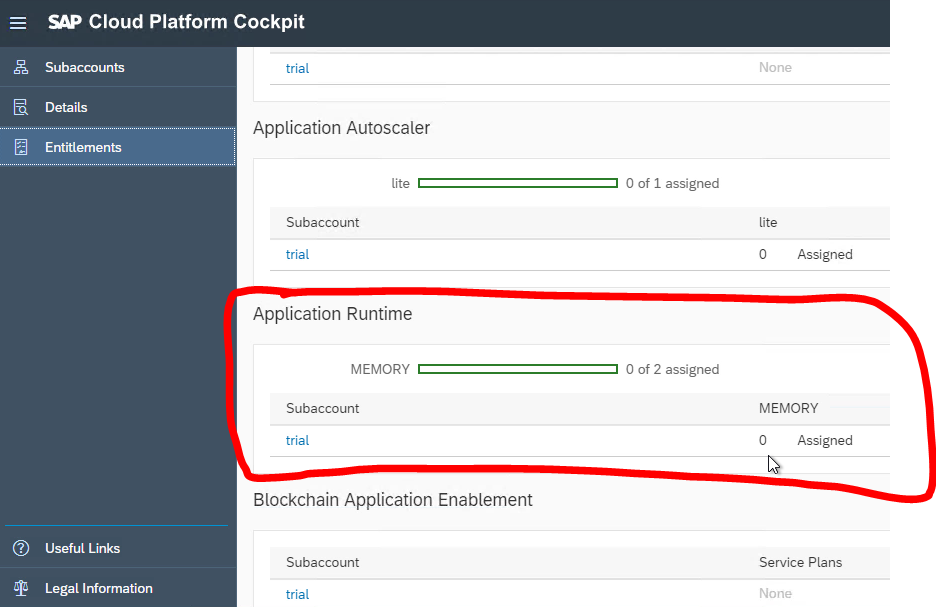 SAP Cloud Platform Cockpit
Subaccounts
Details
Entitlements
Useful Links
Legal Information
trial None
Application Autoscaler
lite 0 of 1 assigned
Subaccount lite
trial 0 Assigned
Application Runtime
MEMORY 0 of 2 assigned
Subaccount MEMORY
trial 0 Assigned
Blockchain Application Enablement
Subaccount Service Plans
trial None